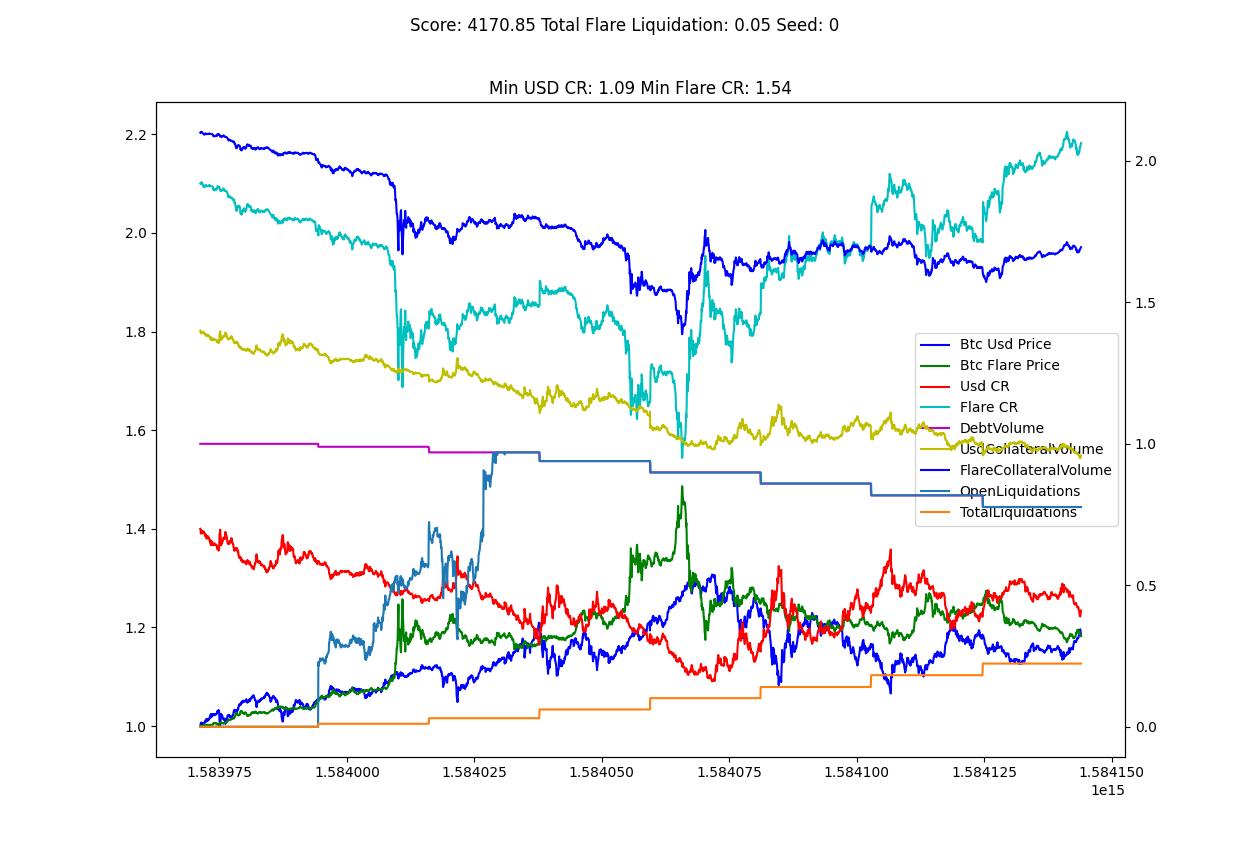 Score: 4170.85 Total Flare Liquidation: 0.05 Seed: 0
Min USD CR: 1.09 Min Flare CR: 1.54
2.2
2.0
1.8
1.6
1.4
1.2
1.0
2.0
1.5
1.0
0.5
0.0
Btc Usd Price
Btc Flare Price
Usd CR
Flare CR
DebtVolume
UsdCollateralVolume
FlareCollateralVolume
OpenLiquidations
TotalLiquidations
1.583975 1.584000 1.584025 1.584050 1.584075 1.584100 1.584125 1.584150
1e15